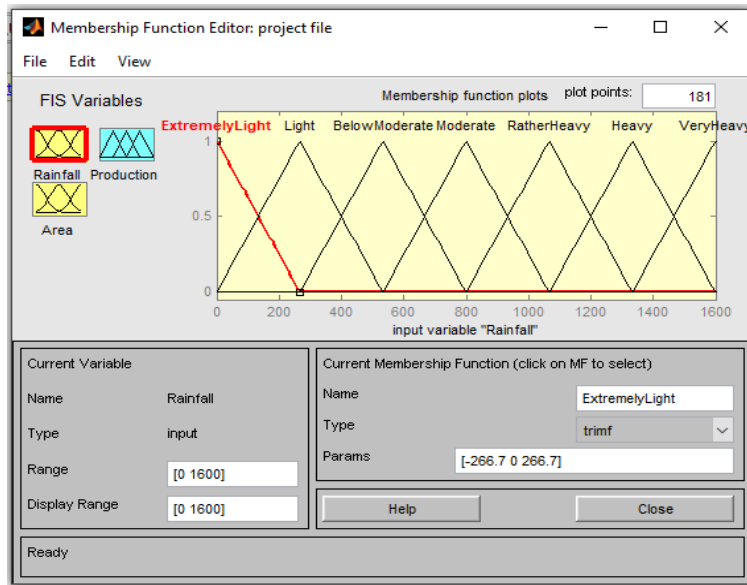 Membership Function Editor: project file
File Edit View
FIS Variables
Membership function plots plot points: 181
ExtremelyLight Light BelowModerate Moderate RatherHeavy Heavy VeryHeavy
Rainfall Production
Area
1
0.5
0
0 200 400 600 800 1000 1200 1400 1600
input variable "Rainfall"
Current Variable
Name Rainfall
Type input
Range [0 1600]
Display Range [0 1600]
Current Membership Function (click on MF to select)
Name ExtremelyLight
Type trimf
Params [-266.7 0 266.7]
Help Close
Ready